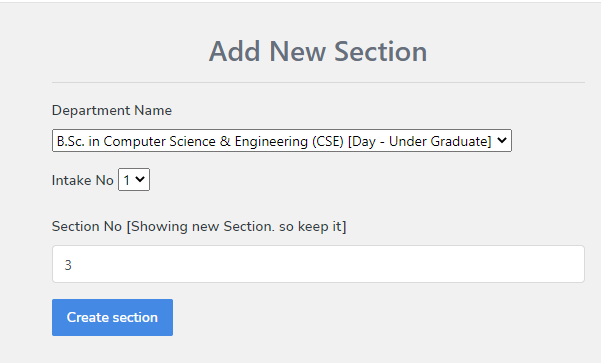 Add New Section
Department Name
B.Sc. in Computer Science & Engineering (CSE) [Day - Under Graduate]
Intake No 1
Section No [Showing new Section. so keep it]
3
Create section